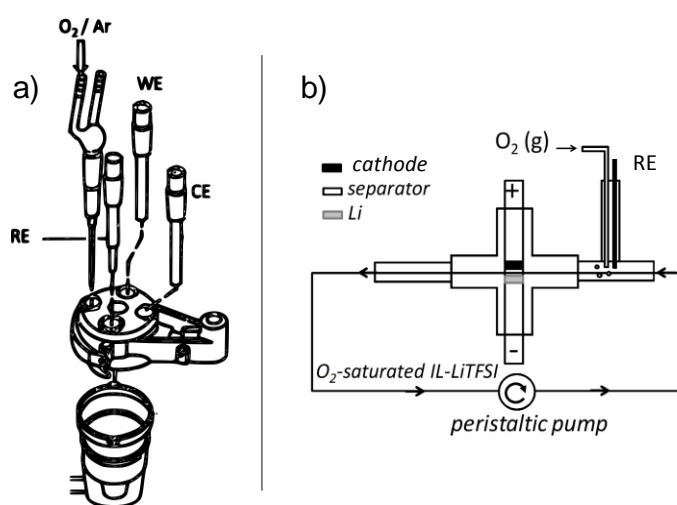 a)
O₂/Ar
WE
CE
RE
b)
O₂ (g)
RE
cathode
separator
Li
+
-
O₂-saturated IL-LiTFSI
peristaltic pump